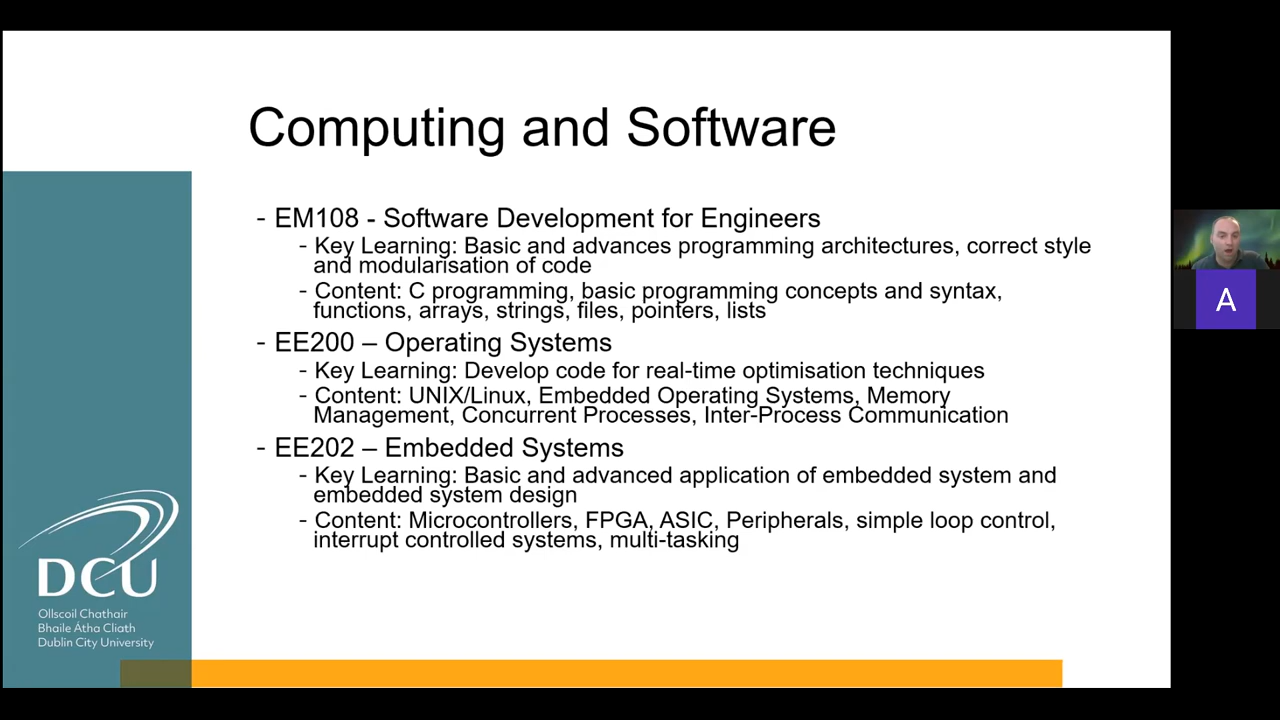 Computing and Software
- EM108 - Software Development for Engineers
- Key Learning: Basic and advances programming architectures, correct style
and modularisation of code
- Content: C programming, basic programming concepts and syntax,
functions, arrays, strings, files, pointers, lists
- EE200 – Operating Systems
- Key Learning: Develop code for real-time optimisation techniques
- Content: UNIX/Linux, Embedded Operating Systems, Memory
Management, Concurrent Processes, Inter-Process Communication
- EE202 – Embedded Systems
- Key Learning: Basic and advanced application of embedded system and
embedded system design
- Content: Microcontrollers, FPGA, ASIC, Peripherals, simple loop control,
interrupt controlled systems, multi-tasking
DCU
Ollscoil Chathair
Bhaile Átha Cliath
Dublin City University
A